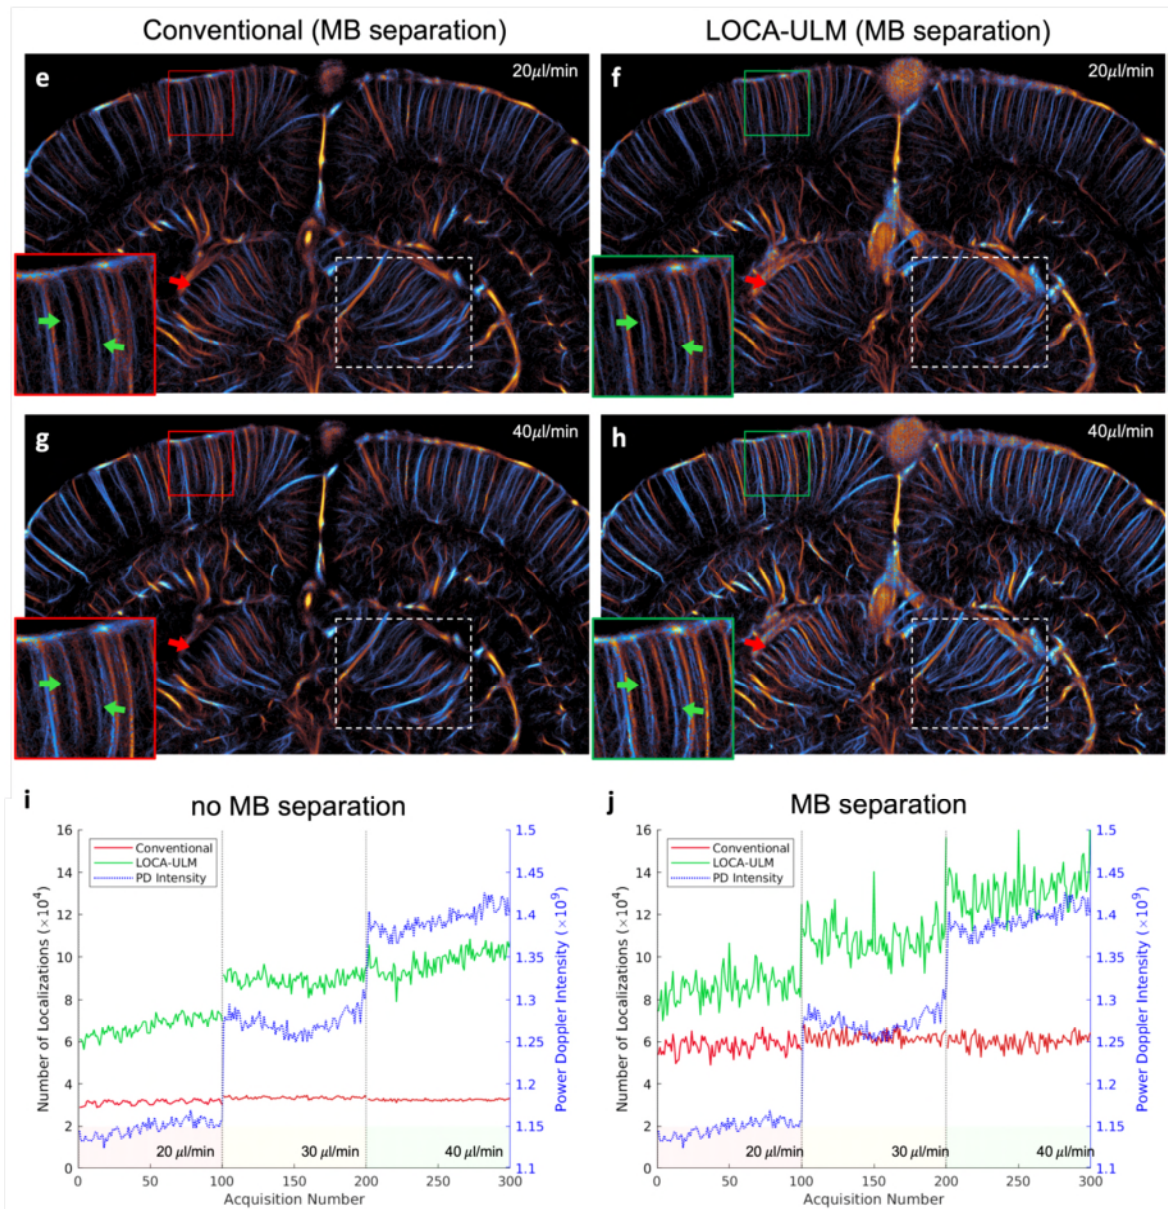 Conventional (MB separation)
LOCA-ULM (MB separation)
e
20μl/min
f
20μl/min
g
40μl/min
h
40μl/min
i
no MB separation
16
14
12
10
8
6
4
2
0
Number of Localizations (×10⁴)
Conventional
LOCA-ULM
PD Intensity
1.5
1.45
1.4
1.35
1.3
1.25
1.2
1.15
1.1
Power Doppler Intensity (×10⁹)
20 μl/min
30 μl/min
40 μl/min
0 50 100 150 200 250 300
Acquisition Number
j
MB separation
16
14
12
10
8
6
4
2
0
Number of Localizations (×10⁴)
Conventional
LOCA-ULM
PD Intensity
1.5
1.45
1.4
1.35
1.3
1.25
1.2
1.15
1.1
Power Doppler Intensity (×10⁹)
20 μl/min
30 μl/min
40 μl/min
0 50 100 150 200 250 300
Acquisition Number